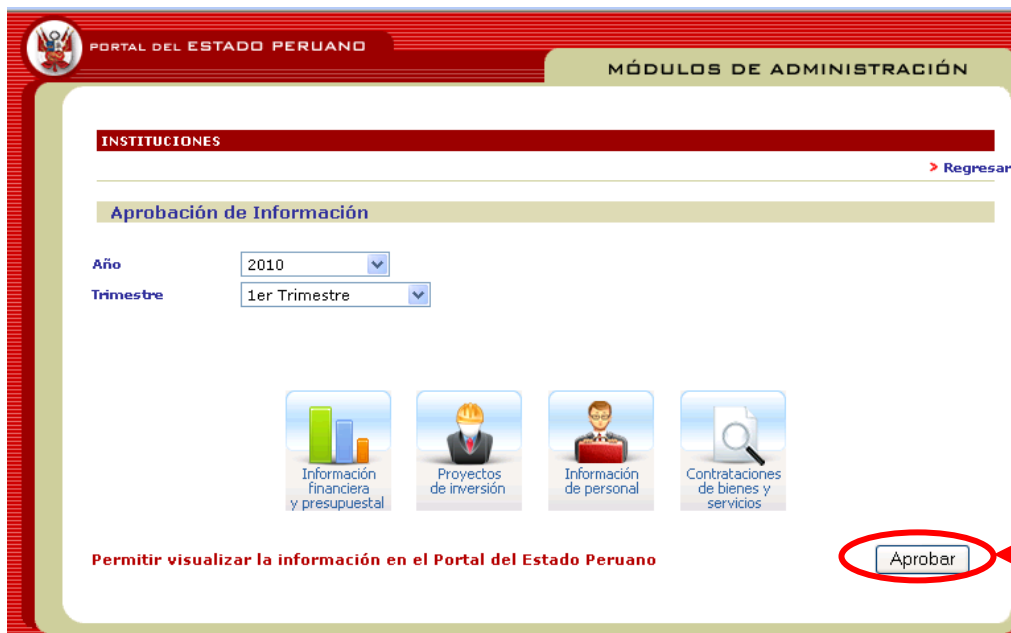 PORTAL DEL ESTADO PERUANO
MÓDULOS DE ADMINISTRACIÓN
INSTITUCIONES
> Regresar
Aprobación de Información
Año 2010
Trimestre 1er Trimestre
Información
financiera
y presupuestal
Proyectos
de inversión
Información
de personal
Contrataciones
de bienes y
servicios
Permitir visualizar la información en el Portal del Estado Peruano
Aprobar